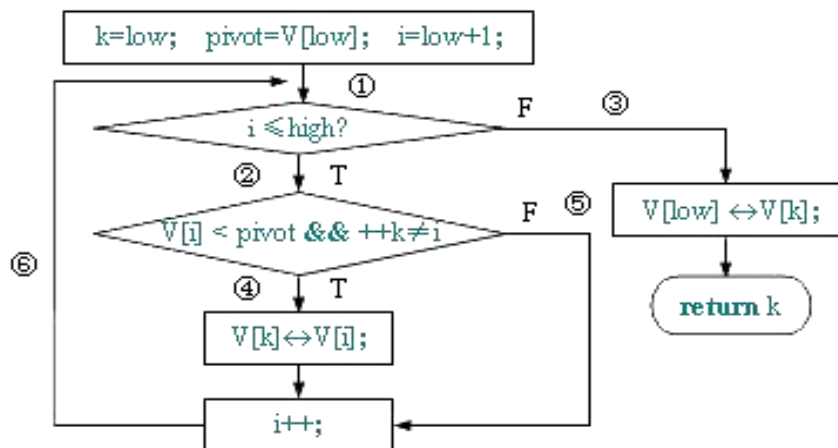 k=low; pivot=V[low]; i=low+1;
①
F ③
i ≤high?
② T
V[low] ↔V[k];
F ⑤
V[i] < pivot && ++k≠i
⑥
④ T
return k
V[k]↔V[i];
i++;